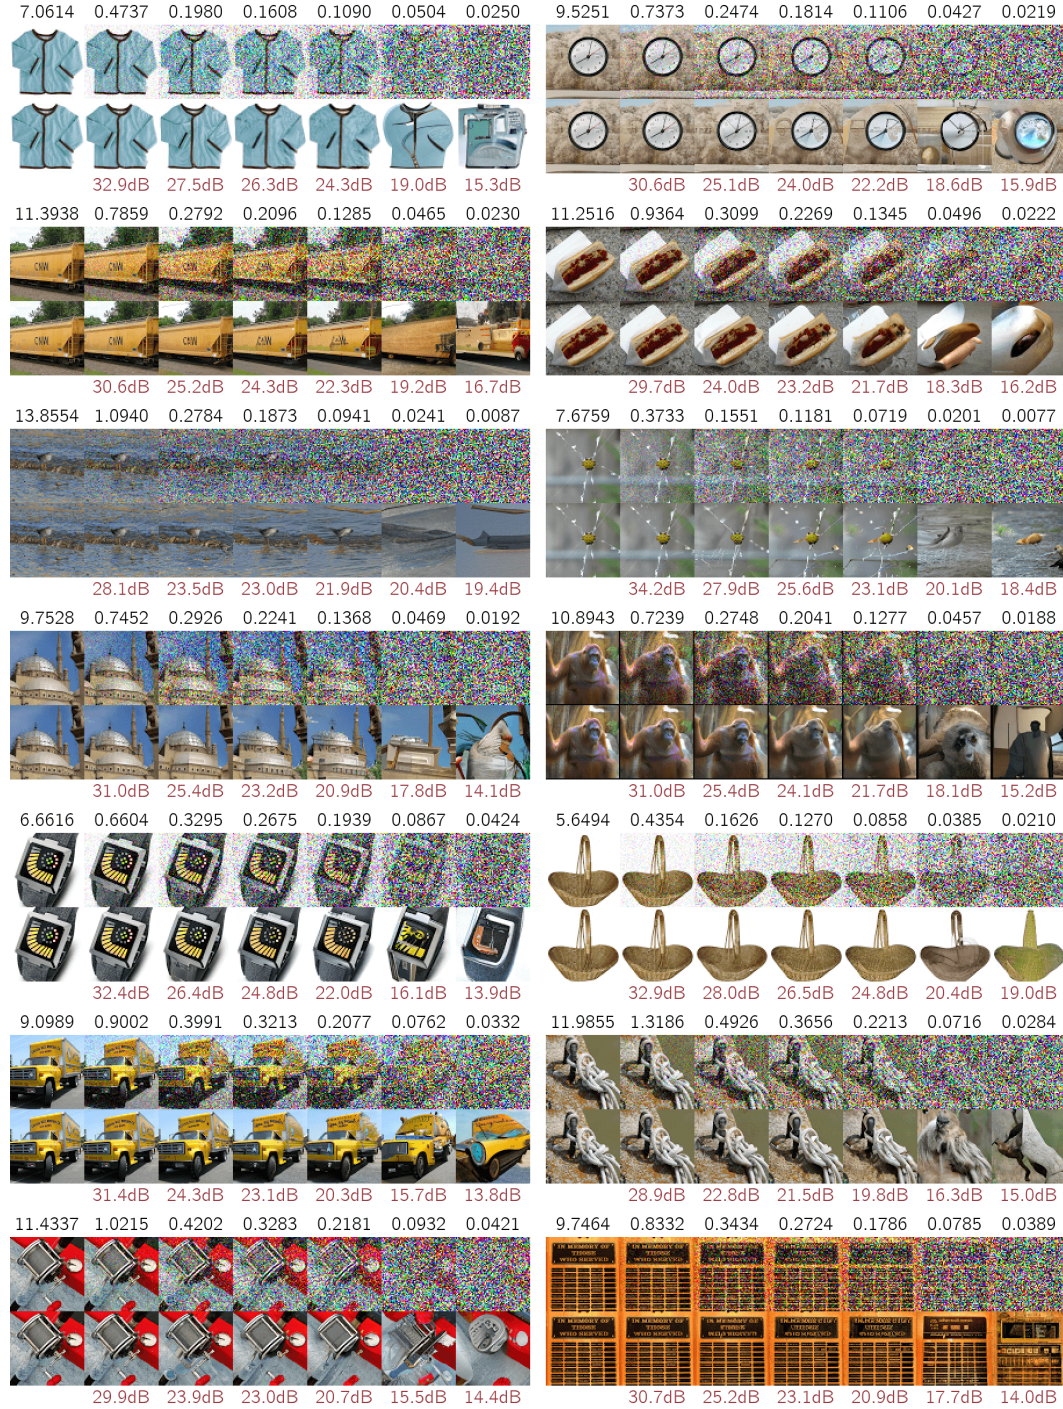 7.0614 0.4737 0.1980 0.1608 0.1090 0.0504 0.0250
32.9dB 27.5dB 26.3dB 24.3dB 19.0dB 15.3dB
9.5251 0.7373 0.2474 0.1814 0.1106 0.0427 0.0219
30.6dB 25.1dB 24.0dB 22.2dB 18.6dB 15.9dB
11.3938 0.7859 0.2792 0.2096 0.1285 0.0465 0.0230
CNW
30.6dB 25.2dB 24.3dB 22.3dB 19.2dB 16.7dB
11.2516 0.9364 0.3099 0.2269 0.1345 0.0496 0.0222
29.7dB 24.0dB 23.2dB 21.7dB 18.3dB 16.2dB
13.8554 1.0940 0.2784 0.1873 0.0941 0.0241 0.0087
28.1dB 23.5dB 23.0dB 21.9dB 20.4dB 19.4dB
7.6759 0.3733 0.1551 0.1181 0.0719 0.0201 0.0077
34.2dB 27.9dB 25.6dB 23.1dB 20.1dB 18.4dB
9.7528 0.7452 0.2926 0.2241 0.1368 0.0469 0.0192
31.0dB 25.4dB 23.2dB 20.9dB 17.8dB 14.1dB
10.8943 0.7239 0.2748 0.2041 0.1277 0.0457 0.0188
31.0dB 25.4dB 24.1dB 21.7dB 18.1dB 15.2dB
6.6616 0.6604 0.3295 0.2675 0.1939 0.0867 0.0424
32.4dB 26.4dB 24.8dB 22.0dB 16.1dB 13.9dB
5.6494 0.4354 0.1626 0.1270 0.0858 0.0385 0.0210
32.9dB 28.0dB 26.5dB 24.8dB 20.4dB 19.0dB
9.0989 0.9002 0.3991 0.3213 0.2077 0.0762 0.0332
31.4dB 24.3dB 23.1dB 20.3dB 15.7dB 13.8dB
11.9855 1.3186 0.4926 0.3656 0.2213 0.0716 0.0284
28.9dB 22.8dB 21.5dB 19.8dB 16.3dB 15.0dB
11.4337 1.0215 0.4202 0.3283 0.2181 0.0932 0.0421
29.9dB 23.9dB 23.0dB 20.7dB 15.5dB 14.4dB
9.7464 0.8332 0.3434 0.2724 0.1786 0.0785 0.0389
IN MEMORY OF
THOSE
WHO SERVED
30.7dB 25.2dB 23.1dB 20.9dB 17.7dB 14.0dB